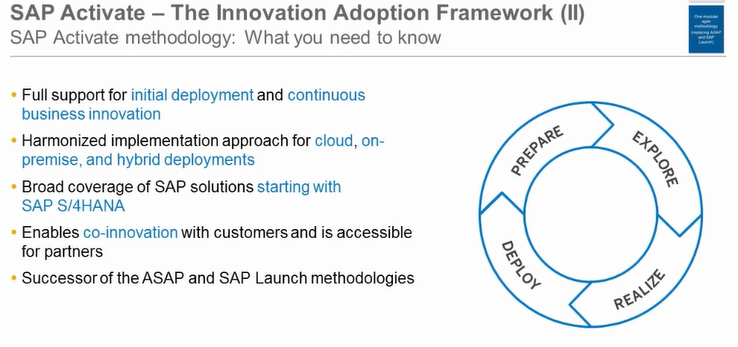 SAP Activate – The Innovation Adoption Framework (II)
SAP Activate methodology: What you need to know
One modular
agile
methodology
(replacing ASAP
and SAP
Launch)
• Full support for initial deployment and continuous
business innovation
• Harmonized implementation approach for cloud, on-
premise, and hybrid deployments
• Broad coverage of SAP solutions starting with
SAP S/4HANA
• Enables co-innovation with customers and is accessible
for partners
• Successor of the ASAP and SAP Launch methodologies
PREPARE
EXPLORE
REALIZE
DEPLOY